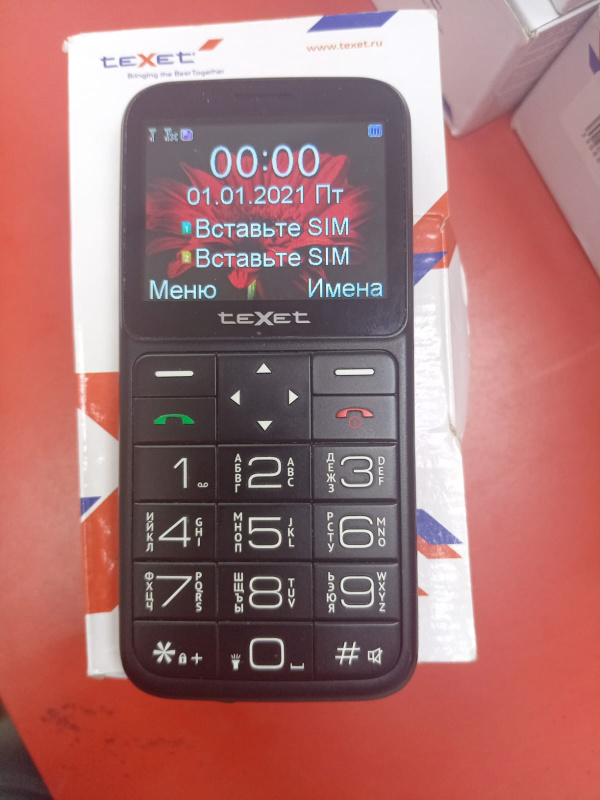 teXet
www.texet.ru
Bringing the Best Together
00:00
01.01.2021 Пт
1 Вставьте SIM
2 Вставьте SIM
Меню Имена
teXet
1
АБВГ 2 ABC
ДЕЖЗ 3 DEF
ИЙКЛ 4 GHI
МНОП 5 JKL
РСТУ 6 MNO
ФХЦЧ 7 PQRS
ШЩЪЫ 8 TUV
ЬЭЮЯ 9 WXYZ
* +
0
#